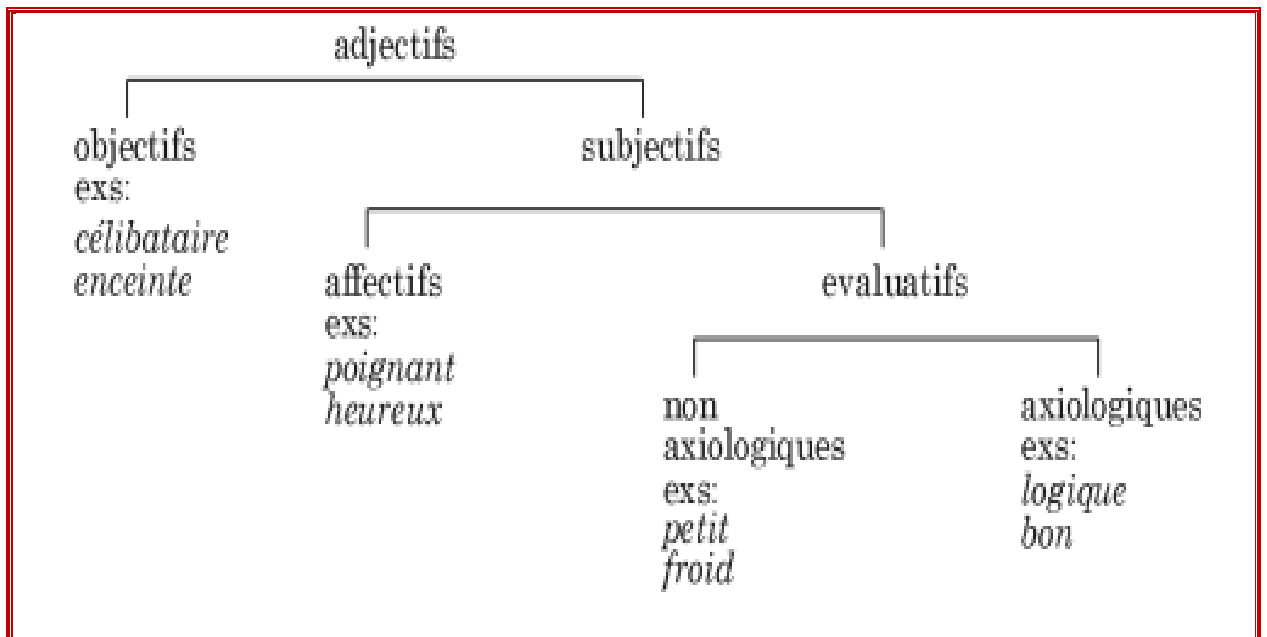 adjectifs
objectifs
exs:
célibataire
enceinte
subjectifs
affectifs
exs:
poignant
heureux
evaluatifs
non
axiologiques
exs:
petit
froid
axiologiques
exs:
logique
bon